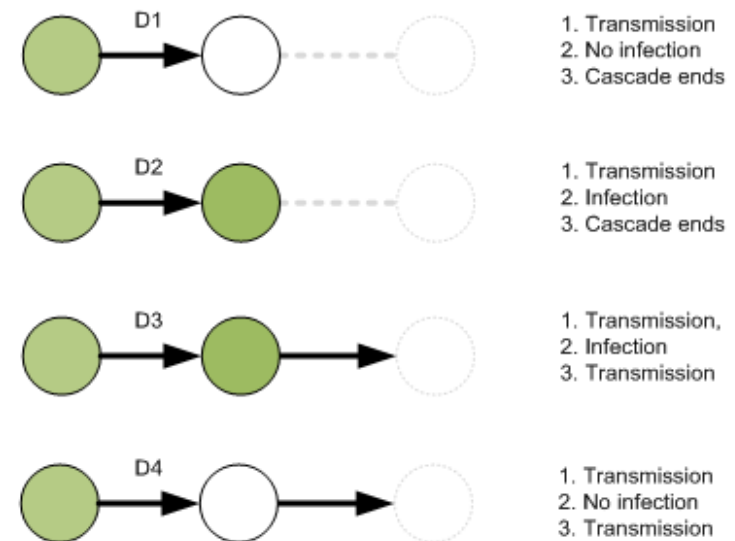 D1
1. Transmission
2. No infection
3. Cascade ends
D2
1. Transmission
2. Infection
3. Cascade ends
D3
1. Transmission,
2. Infection
3. Transmission
D4
1. Transmission
2. No infection
3. Transmission